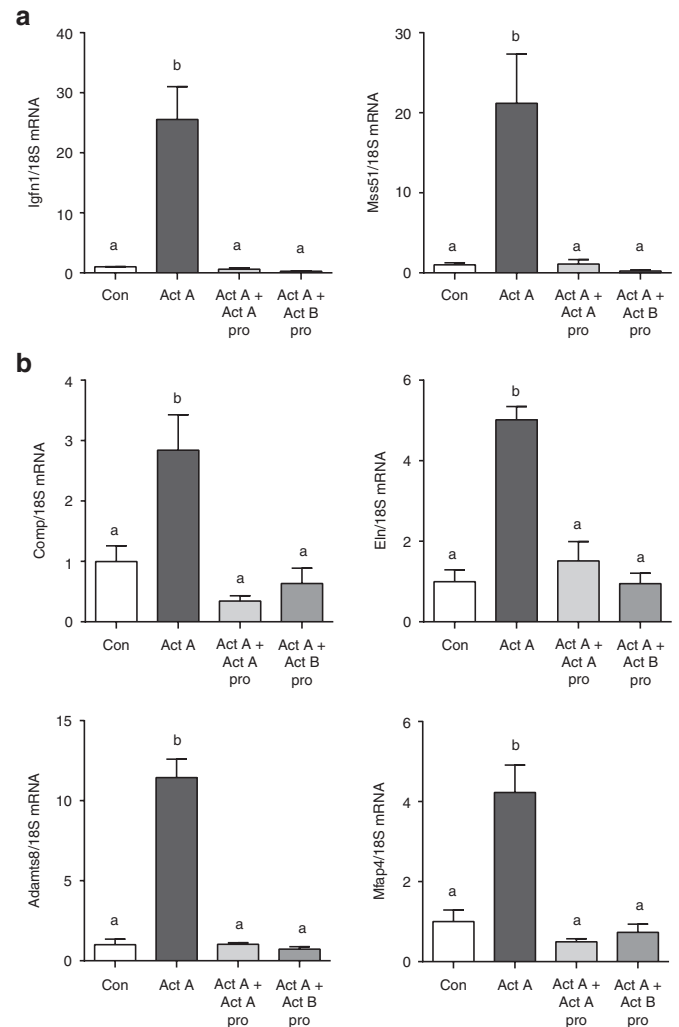 a
40
30
20
10
0
Igfn1/18S mRNA
a
b
a
a
Con
Act A
Act A +
Act A
pro
Act A +
Act B
pro
30
20
10
0
Mss51/18S mRNA
a
b
a
a
Con
Act A
Act A +
Act A
pro
Act A +
Act B
pro
b
4
3
2
1
0
Comp/18S mRNA
a
b
a
a
Con
Act A
Act A +
Act A
pro
Act A +
Act B
pro
6
4
2
0
Eln/18S mRNA
a
b
a
a
Con
Act A
Act A +
Act A
pro
Act A +
Act B
pro
15
10
5
0
Adamts8/18S mRNA
a
b
a
a
Con
Act A
Act A +
Act A
pro
Act A +
Act B
pro
6
4
2
0
Mfap4/18S mRNA
a
b
a
a
Con
Act A
Act A +
Act A
pro
Act A +
Act B
pro